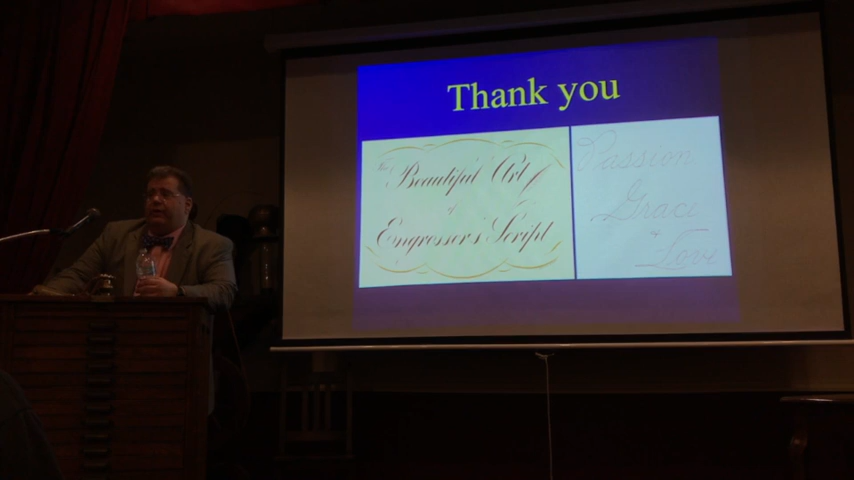 Thank you
the
Beautiful Art
of
Engrosser's Script
Passion
Grace
&
Love